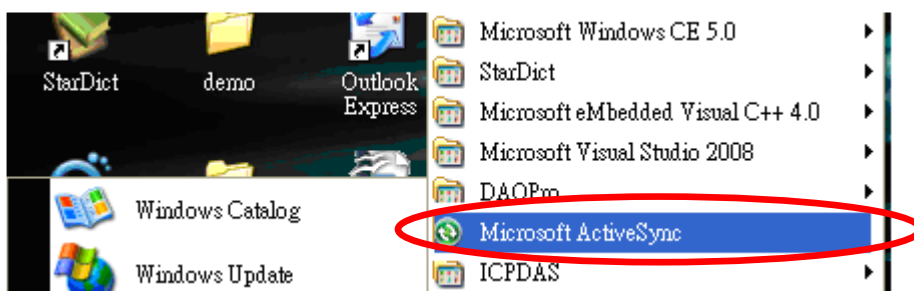 StarDict
demo
Outlook
Express
Windows Catalog
Windows Update
Microsoft Windows CE 5.0
StarDict
Microsoft eMbedded Visual C++ 4.0
Microsoft Visual Studio 2008
DAQPro
Microsoft ActiveSync
ICPDAS